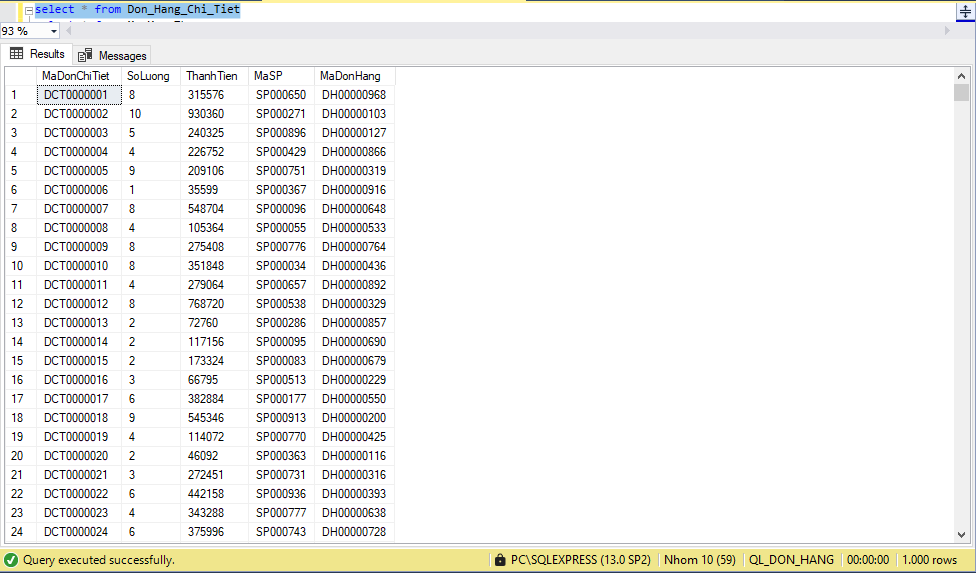 select * from Don_Hang_Chi_Tiet
93 %
Results Messages
MaDonChiTiet SoLuong ThanhTien MaSP MaDonHang
1 DCT0000001 8 315576 SP000650 DH00000968
2 DCT0000002 10 930360 SP000271 DH00000103
3 DCT0000003 5 240325 SP000896 DH00000127
4 DCT0000004 4 226752 SP000429 DH00000866
5 DCT0000005 9 209106 SP000751 DH00000319
6 DCT0000006 1 35599 SP000367 DH00000916
7 DCT0000007 8 548704 SP000096 DH00000648
8 DCT0000008 4 105364 SP000055 DH00000533
9 DCT0000009 8 275408 SP000776 DH00000764
10 DCT0000010 8 351848 SP000034 DH00000436
11 DCT0000011 4 279064 SP000657 DH00000892
12 DCT0000012 8 768720 SP000538 DH00000329
13 DCT0000013 2 72760 SP000286 DH00000857
14 DCT0000014 2 117156 SP000095 DH00000690
15 DCT0000015 2 173324 SP000083 DH00000679
16 DCT0000016 3 66795 SP000513 DH00000229
17 DCT0000017 6 382884 SP000177 DH00000550
18 DCT0000018 9 545346 SP000913 DH00000200
19 DCT0000019 4 114072 SP000770 DH00000425
20 DCT0000020 2 46092 SP000363 DH00000116
21 DCT0000021 3 272451 SP000731 DH00000316
22 DCT0000022 6 442158 SP000936 DH00000393
23 DCT0000023 4 343288 SP000777 DH00000638
24 DCT0000024 6 375996 SP000743 DH00000728
Query executed successfully. PC\SQLEXPRESS (13.0 SP2) Nhom 10 (59) QL_DON_HANG 00:00:00 1.000 rows